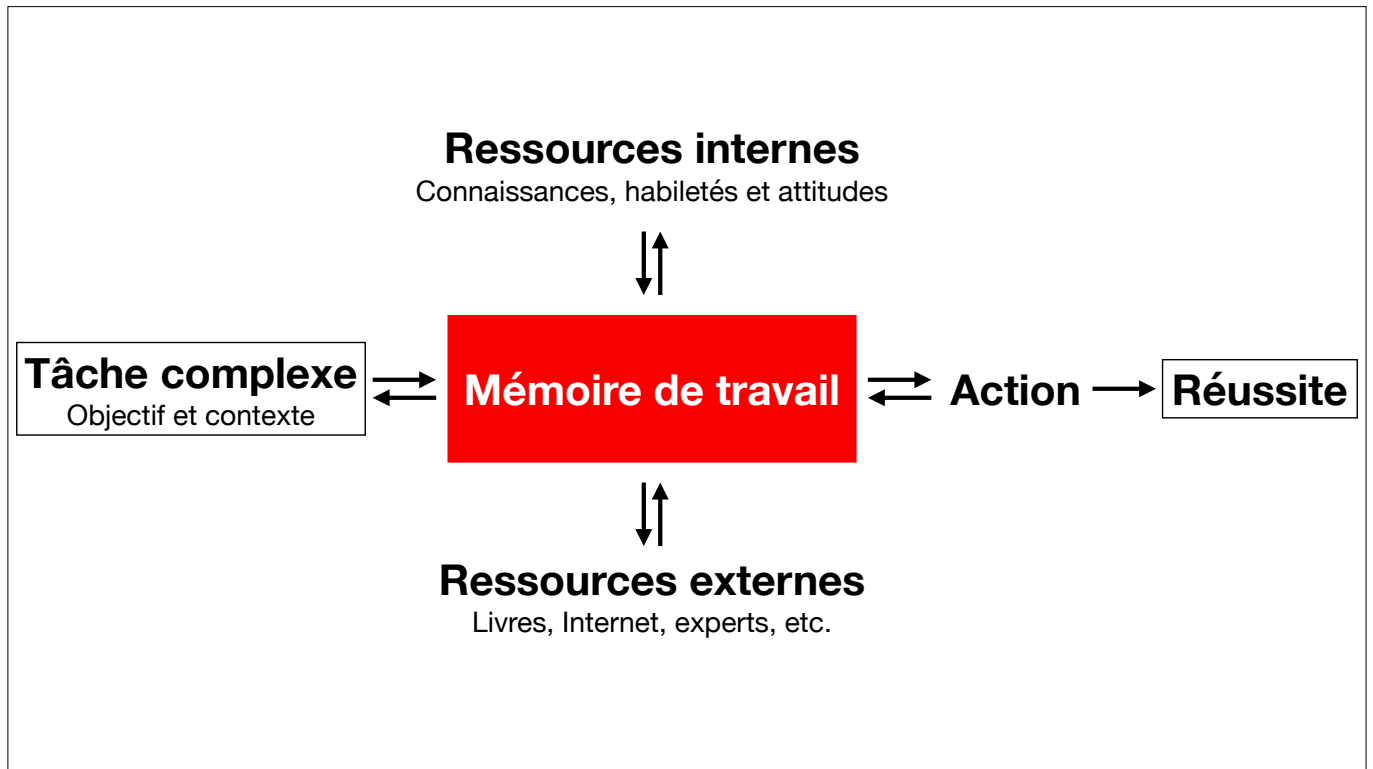 Ressources internes
Connaissances, habiletés et attitudes
Tâche complexe
Objectif et contexte
Mémoire de travail
Action
Réussite
Ressources externes
Livres, Internet, experts, etc.